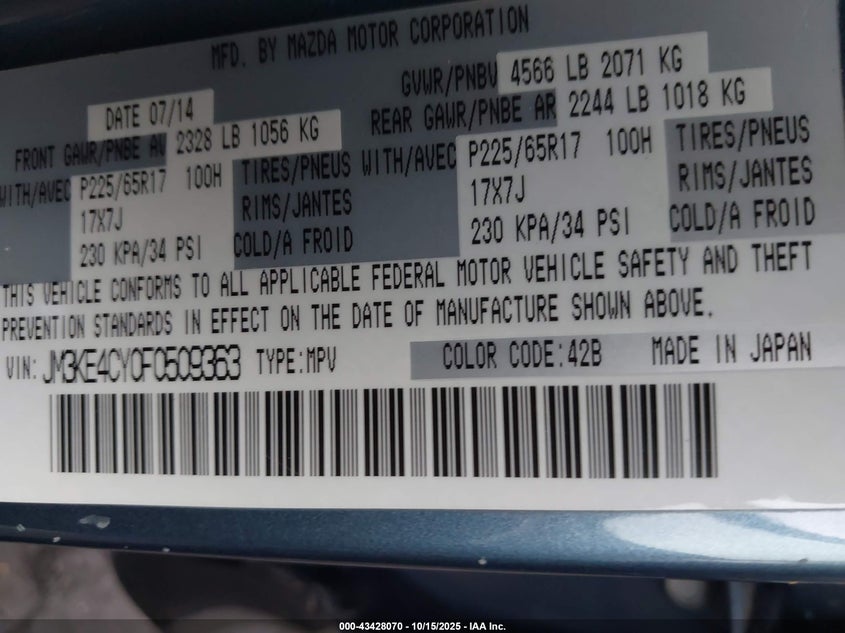 MFD. BY MAZDA MOTOR CORPORATION
DATE 07/14
GVWR/PNBV 4566 LB 2071 KG
FRONT GAWR/PNBE AV 2328 LB 1056 KG
REAR GAWR/PNBE AR 2244 LB 1018 KG
WITH/AVEC P225/65R17 100H TIRES/PNEUS
17X7J RIMS/JANTES
230 KPA/34 PSI COLD/A FROID
WITH/AVEC P225/65R17 100H TIRES/PNEUS
17X7J RIMS/JANTES
230 KPA/34 PSI COLD/A FROID
THIS VEHICLE CONFORMS TO ALL APPLICABLE FEDERAL MOTOR VEHICLE SAFETY AND THEFT
PREVENTION STANDARDS IN EFFECT ON THE DATE OF MANUFACTURE SHOWN ABOVE.
VIN: JM3KE4CY0F0509363 TYPE:MPV COLOR CODE:42B MADE IN JAPAN
000-43428070 - 10/15/2025 - IAA Inc.